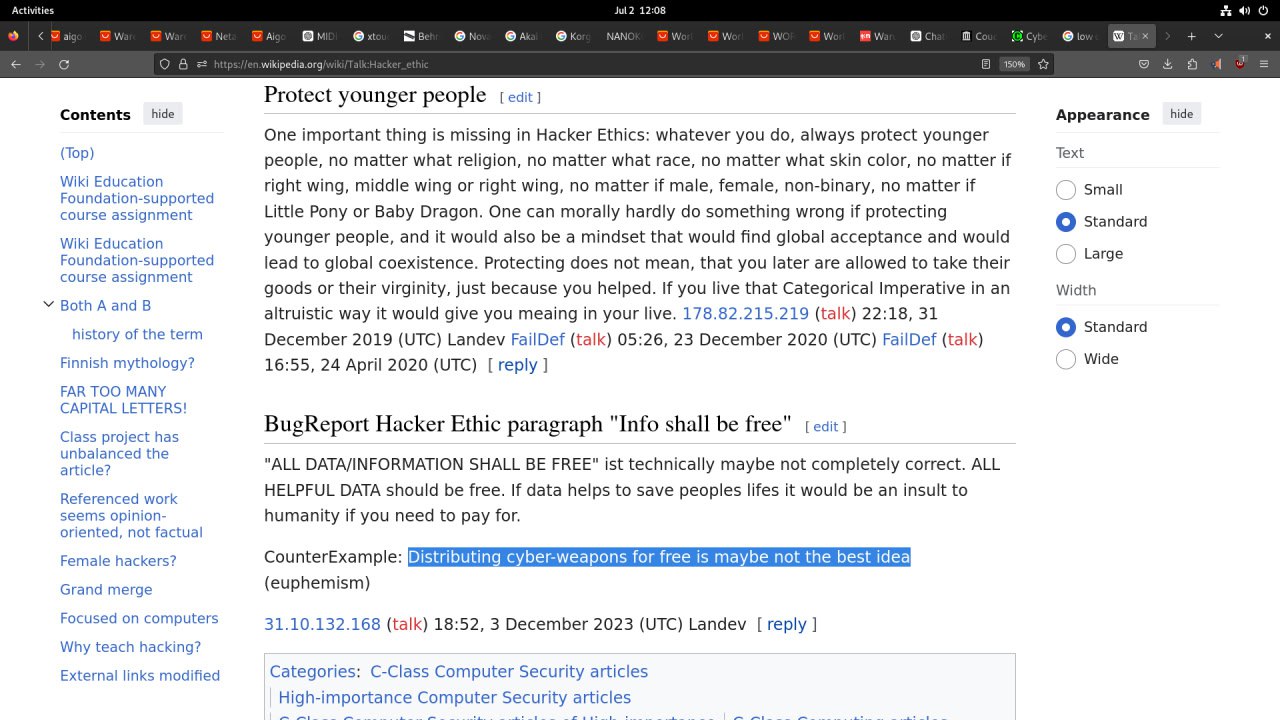 Activities
Jul 2 12:08
aigo
Ware
Ware
Neta
Aigo
MIDI
xtouc
Behr
Nova
Akai
Korg
NANOK
Worl
Worl
WOR
Worl
Waru
Chat
Couc
Cybe
low c
Ta
https://en.wikipedia.org/wiki/Talk:Hacker_ethic
150%
Contents hide
(Top)
Wiki Education
Foundation-supported
course assignment
Wiki Education
Foundation-supported
course assignment
Both A and B
history of the term
Finnish mythology?
FAR TOO MANY
CAPITAL LETTERS!
Class project has
unbalanced the
article?
Referenced work
seems opinion-
oriented, not factual
Female hackers?
Grand merge
Focused on computers
Why teach hacking?
External links modified
Protect younger people [ edit ]
One important thing is missing in Hacker Ethics: whatever you do, always protect younger
people, no matter what religion, no matter what race, no matter what skin color, no matter if
right wing, middle wing or right wing, no matter if male, female, non-binary, no matter if
Little Pony or Baby Dragon. One can morally hardly do something wrong if protecting
younger people, and it would also be a mindset that would find global acceptance and would
lead to global coexistence. Protecting does not mean, that you later are allowed to take their
goods or their virginity, just because you helped. If you live that Categorical Imperative in an
altruistic way it would give you meaing in your live. 178.82.215.219 (talk) 22:18, 31
December 2019 (UTC) Landev FailDef (talk) 05:26, 23 December 2020 (UTC) FailDef (talk)
16:55, 24 April 2020 (UTC) [ reply ]
BugReport Hacker Ethic paragraph "Info shall be free" [ edit ]
"ALL DATA/INFORMATION SHALL BE FREE" ist technically maybe not completely correct. ALL
HELPFUL DATA should be free. If data helps to save peoples lifes it would be an insult to
humanity if you need to pay for.
CounterExample: Distributing cyber-weapons for free is maybe not the best idea
(euphemism)
31.10.132.168 (talk) 18:52, 3 December 2023 (UTC) Landev [ reply ]
Categories: C-Class Computer Security articles
High-importance Computer Security articles
C-Class Computer Security articles of High-importance C-Class Computing articles
Appearance hide
Text
Small
Standard
Large
Width
Standard
Wide